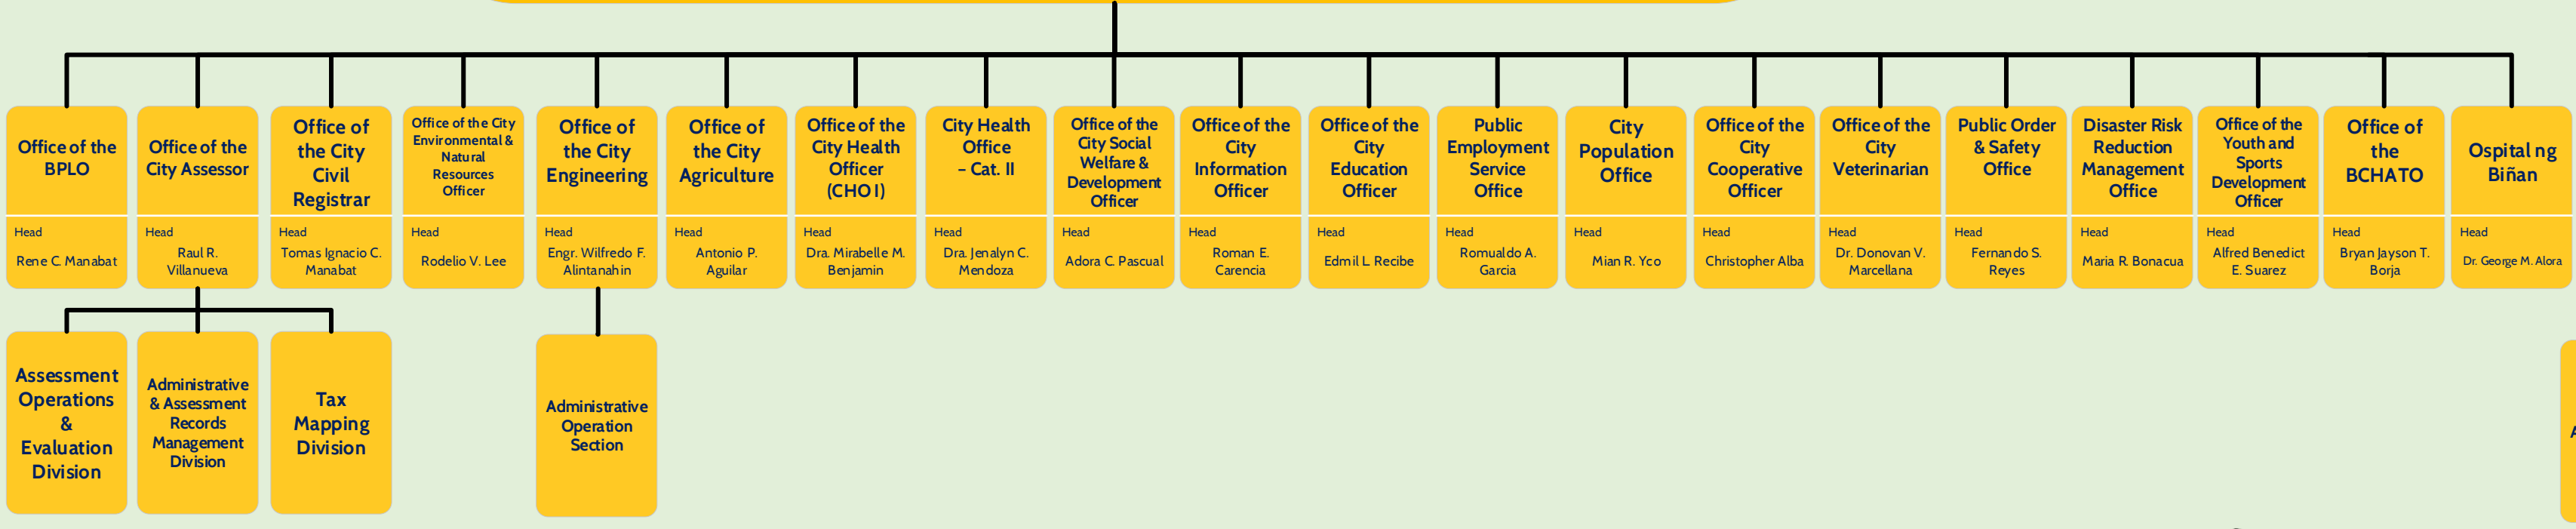 Office of the
BPLO
Head
Rene C. Manabat
Office of the
City Assessor
Head
Raul R.
Villanueva
Office of
the City
Civil
Registrar
Head
Tomas Ignacio C.
Manabat
Office of the City
Environmental &
Natural
Resources
Officer
Head
Rodelio V. Lee
Office of
the City
Engineering
Head
Engr. Wilfredo F.
Alintanahin
Office of
the City
Agriculture
Head
Antonio P.
Aguilar
Office of the
City Health
Officer
(CHO I)
Head
Dra. Mirabelle M.
Benjamin
City Health
Office
– Cat. II
Head
Dra. Jenalyn C.
Mendoza
Office of the
City Social
Welfare &
Development
Officer
Head
Adora C. Pascual
Office of the
City
Information
Officer
Head
Roman E.
Carencia
Office of the
City
Education
Officer
Head
Edmil L. Recibe
Public
Employment
Service
Office
Head
Romualdo A.
Garcia
City
Population
Office
Head
Mian R. Yco
Office of the
City
Cooperative
Officer
Head
Christopher Alba
Office of the
City
Veterinarian
Head
Dr. Donovan V.
Marcellana
Public Order
& Safety
Office
Head
Fernando S.
Reyes
Disaster Risk
Reduction
Management
Office
Head
Maria R. Bonacua
Office of the
Youth and
Sports
Development
Officer
Head
Alfred Benedict
E. Suarez
Office of
the
BCHATO
Head
Bryan Jayson T.
Borja
Ospital ng
Biñan
Head
Dr. George M. Alora
Assessment
Operations
&
Evaluation
Division
Administrative
& Assessment
Records
Management
Division
Tax
Mapping
Division
Administrative
Operation
Section